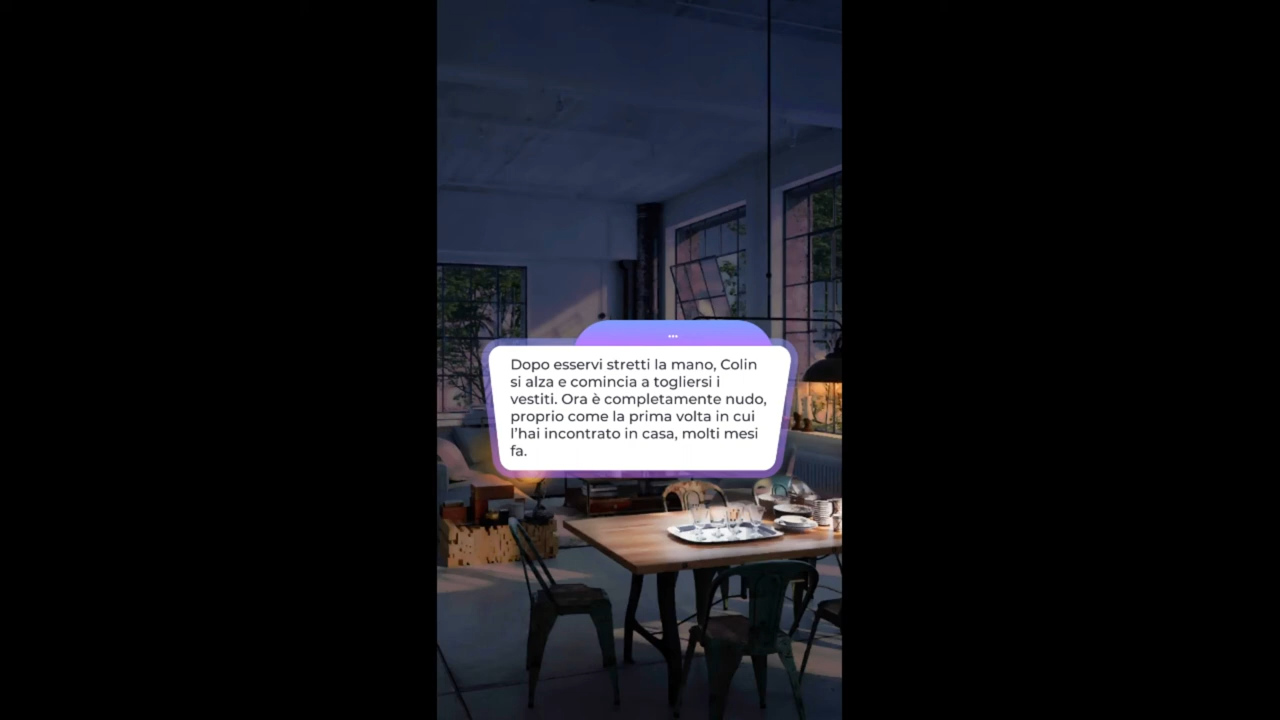 ...
Dopo esservi stretti la mano, Colin
si alza e comincia a togliersi i
vestiti. Ora è completamente nudo,
proprio come la prima volta in cui
l’hai incontrato in casa, molti mesi
fa.